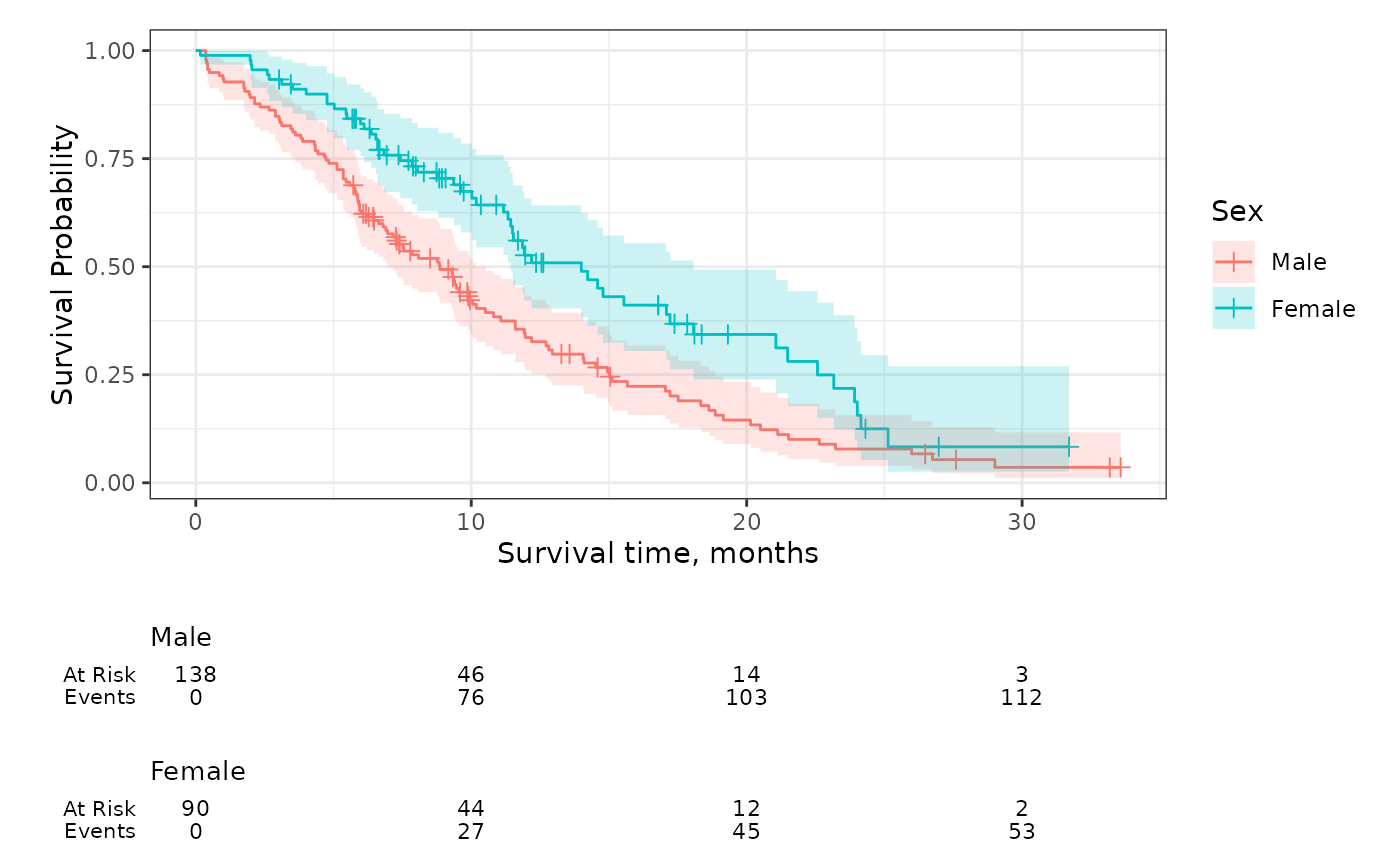 1.00
0.75
0.50
0.25
0.00
Survival Probability
0 10 20 30
Survival time, months
Sex
Male
Female
Male
At Risk 138 46 14 3
Events 0 76 103 112
Female
At Risk 90 44 12 2
Events 0 27 45 53